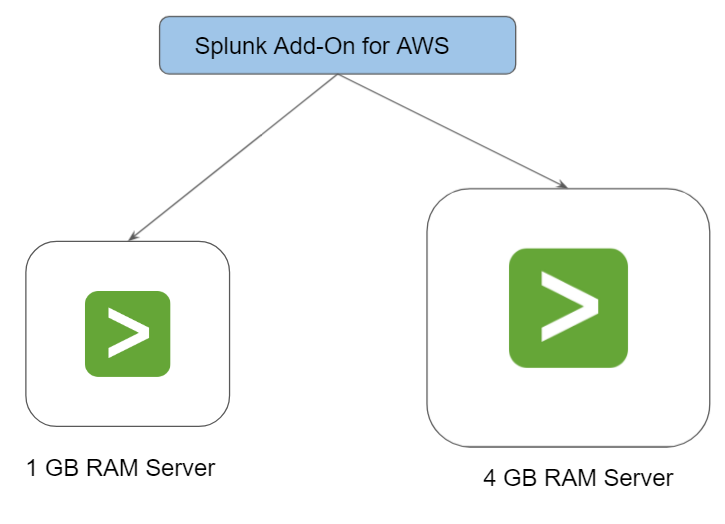 Splunk Add-On for AWS
>
>
1 GB RAM Server
4 GB RAM Server